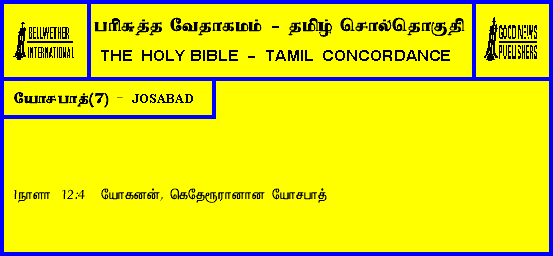 BELLWETHER
INTERNATIONAL
பரிசுத்த வேதாகமம் - தமிழ் சொல்தொகுதி
THE HOLY BIBLE - TAMIL CONCORDANCE
GOOD NEWS
PUBLISHERS
யோசபாத்(7) - JOSABAD
1நாளா 12:4 யோகனன், கெதேரூரானான யோசபாத்